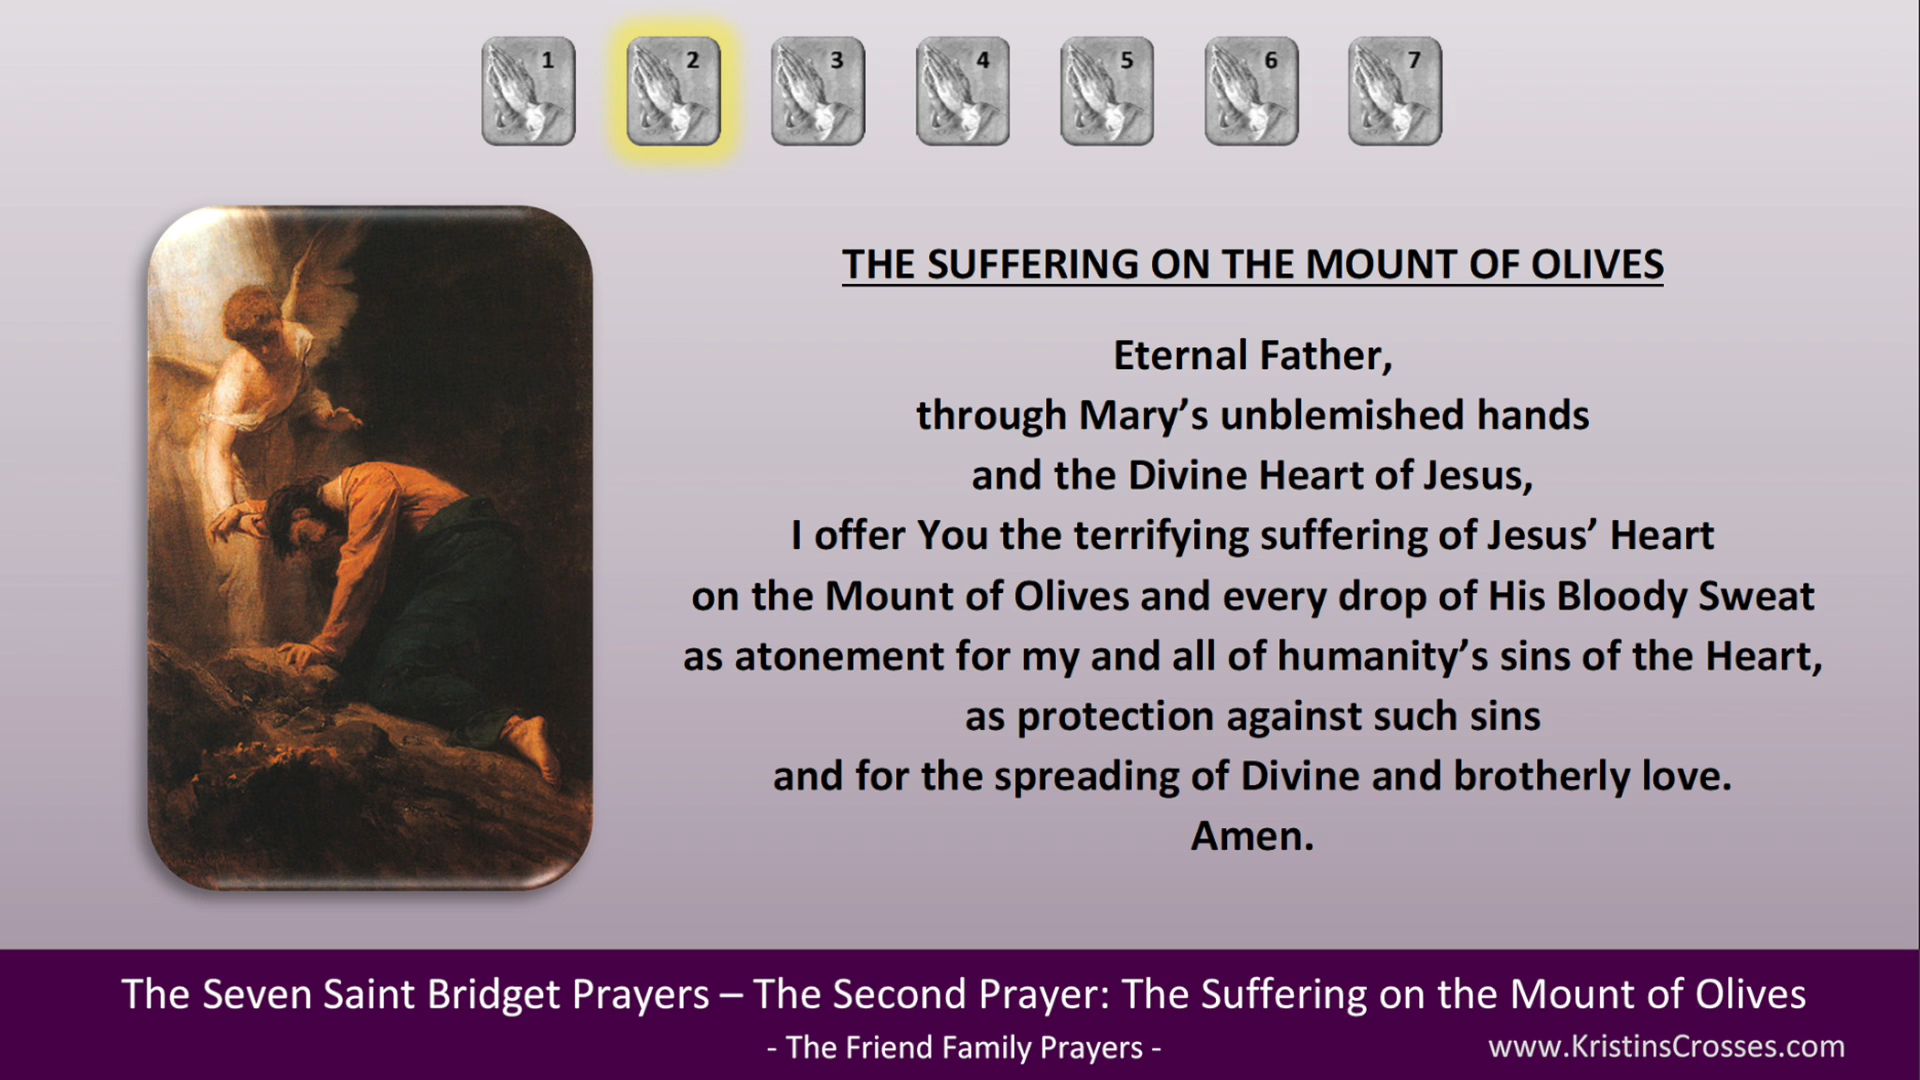 1 2 3 4 5 6 7
THE SUFFERING ON THE MOUNT OF OLIVES
Eternal Father,
through Mary’s unblemished hands
and the Divine Heart of Jesus,
I offer You the terrifying suffering of Jesus’ Heart
on the Mount of Olives and every drop of His Bloody Sweat
as atonement for my and all of humanity’s sins of the Heart,
as protection against such sins
and for the spreading of Divine and brotherly love.
Amen.
The Seven Saint Bridget Prayers – The Second Prayer: The Suffering on the Mount of Olives
- The Friend Family Prayers -
www.KristinsCrosses.com